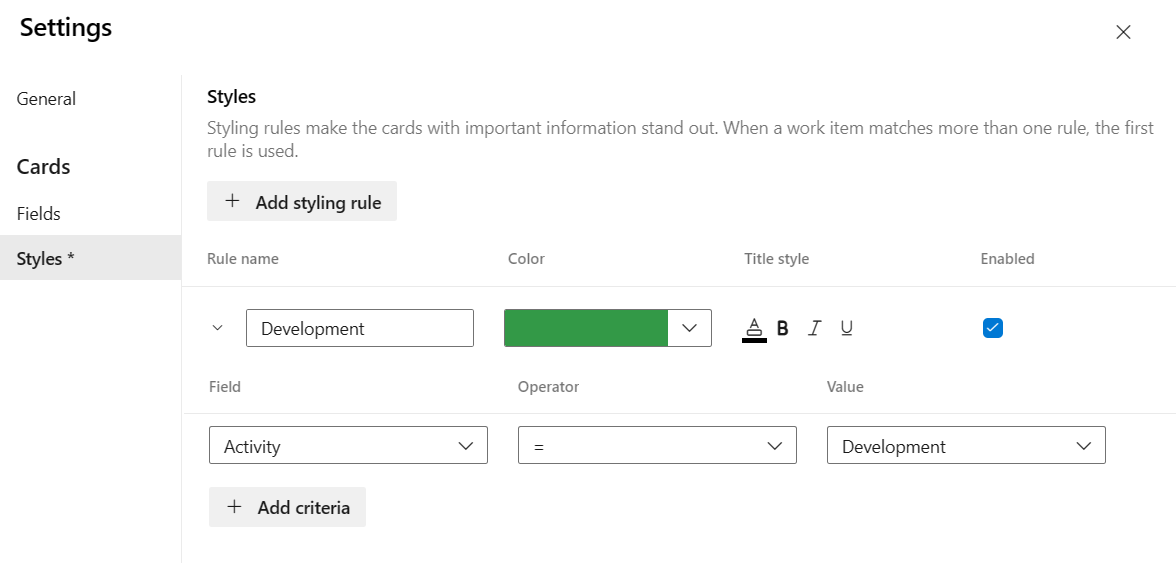 Settings
General
Cards
Fields
Styles *
Styles
Styling rules make the cards with important information stand out. When a work item matches more than one rule, the first
rule is used.
+ Add styling rule
Rule name Color Title style Enabled
Development A B I U
Field Operator Value
Activity = Development
+ Add criteria